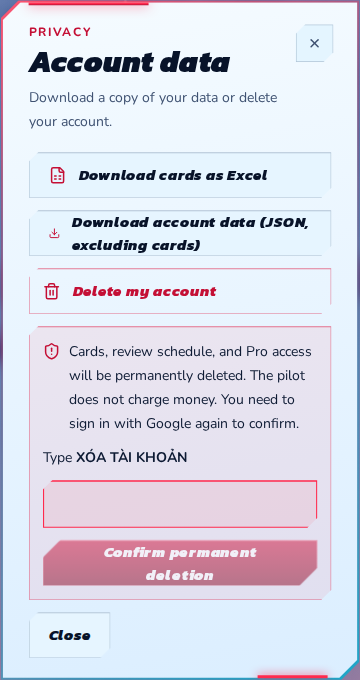 PRIVACY
Account data
Download a copy of your data or delete
your account.
Download cards as Excel
Download account data (JSON,
excluding cards)
Delete my account
Cards, review schedule, and Pro access
will be permanently deleted. The pilot
does not charge money. You need to
sign in with Google again to confirm.
Type XÓA TÀI KHOẢN
Confirm permanent
deletion
Close